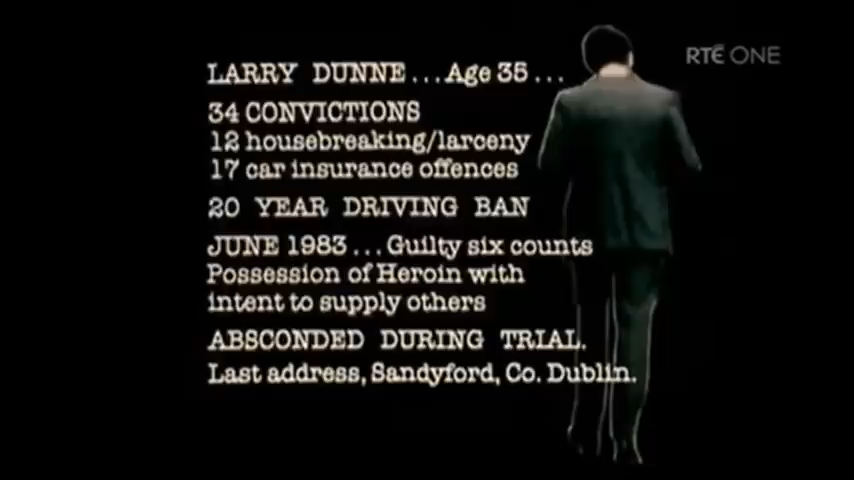 RTÉ ONE
LARRY DUNNE...Age 35...
34 CONVICTIONS
12 housebreaking/larceny
17 car insurance offences
20 YEAR DRIVING BAN
JUNE 1983...Guilty six counts
Possession of Heroin with
intent to supply others
ABSCONDED DURING TRIAL.
Last address, Sandyford, Co. Dublin.